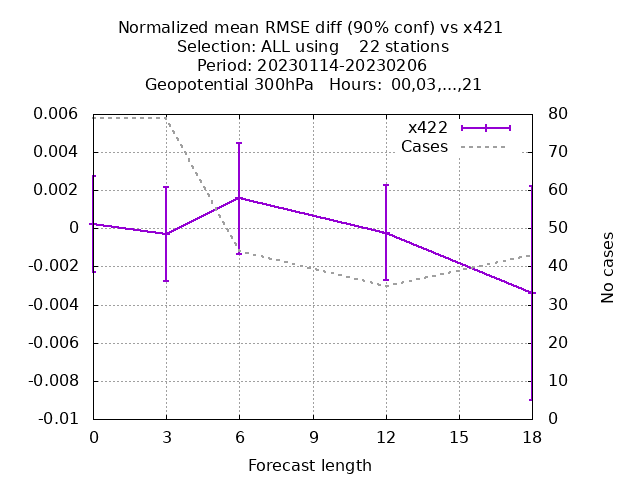 Normalized mean RMSE diff (90% conf) vs x421
Selection: ALL using    22 stations
Period: 20230114-20230206
Geopotential 300hPa   Hours:  00,03,...,21
x422
Cases
0.006
0.004
0.002
0
-0.002
-0.004
-0.006
-0.008
-0.01
80
70
60
50
40
30
20
10
0
No cases
0 3 6 9 12 15 18
Forecast length